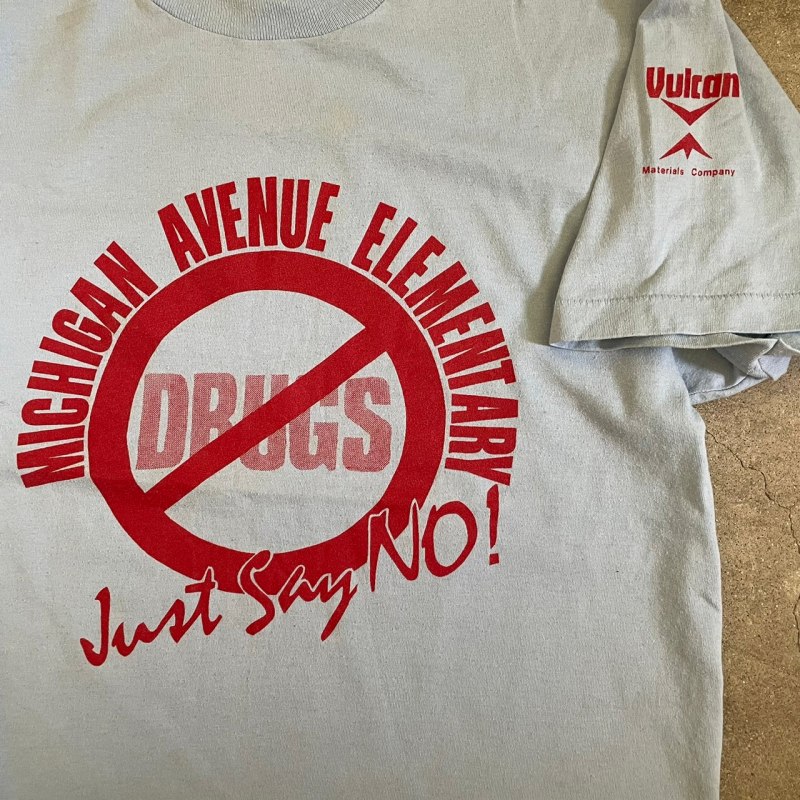 MICHIGAN AVENUE ELEMENTARY
DRUGS
Just Say NO!
Vulcan
Materials Company